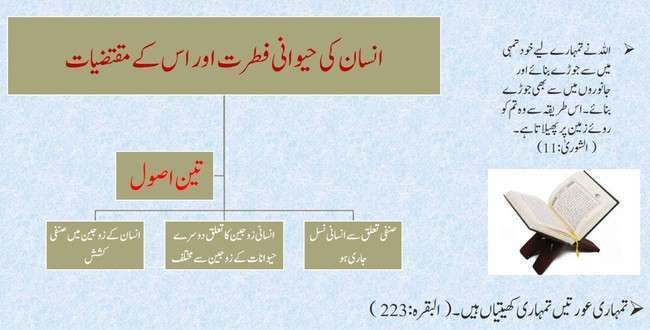 انسان کی حیوانی فطرت اور اس کے مقتضیات
تین اصول
صنفی تعلق سے انسانی نسل
جاری ہو
انسانی زوجین کا تعلق دوسرے
حیوانات کے زوجین سے مختلف
انسان کے زوجین میں صنفی
کشش
اللہ نے تمہارے لیے خود تمہی
میں سے جوڑے بنائے اور
جانوروں میں سے بھی جوڑے
بنائے۔ اس طریقہ سے وہ تم کو
روئے زمین پر پھیلاتا ہے۔
(الشوریٰ:11)
تمہاری عورتیں تمہاری کھیتیاں ہیں۔ (البقرہ:223)